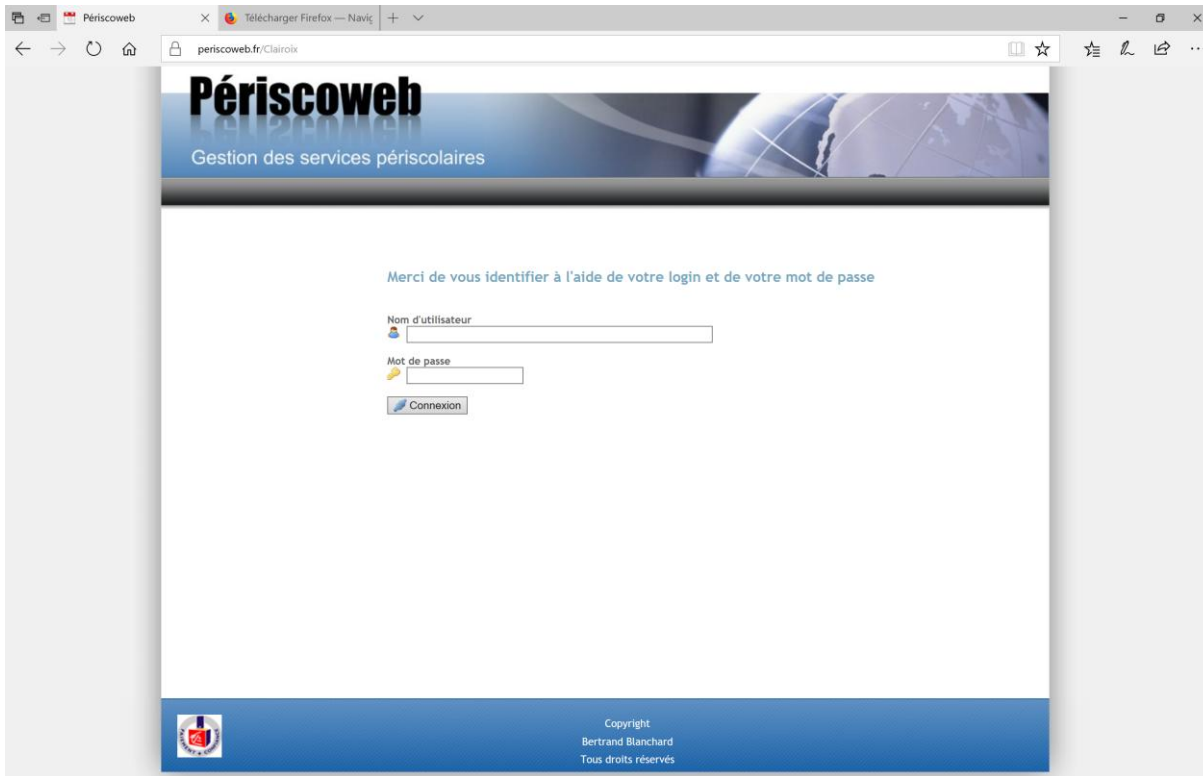 Périscoweb
Télécharger Firefox — Navig
periscoweb.fr/Clairoix
Périscoweb
Gestion des services périscolaires
Merci de vous identifier à l'aide de votre login et de votre mot de passe
Nom d'utilisateur
Mot de passe
Connexion
Copyright
Bertrand Blanchard
Tous droits réservés